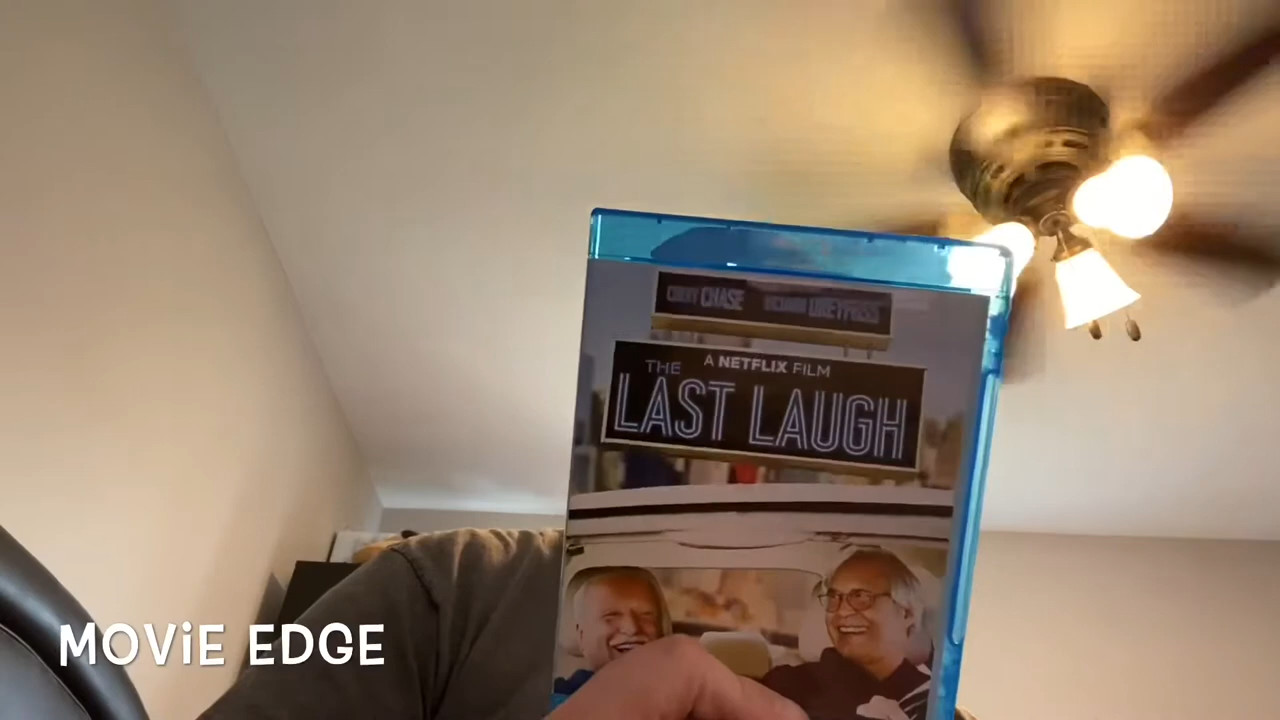 CHEVY CHASE RICHARD DREYFUSS
A NETFLIX FILM
THE
LAST LAUGH
MOViE EDGE